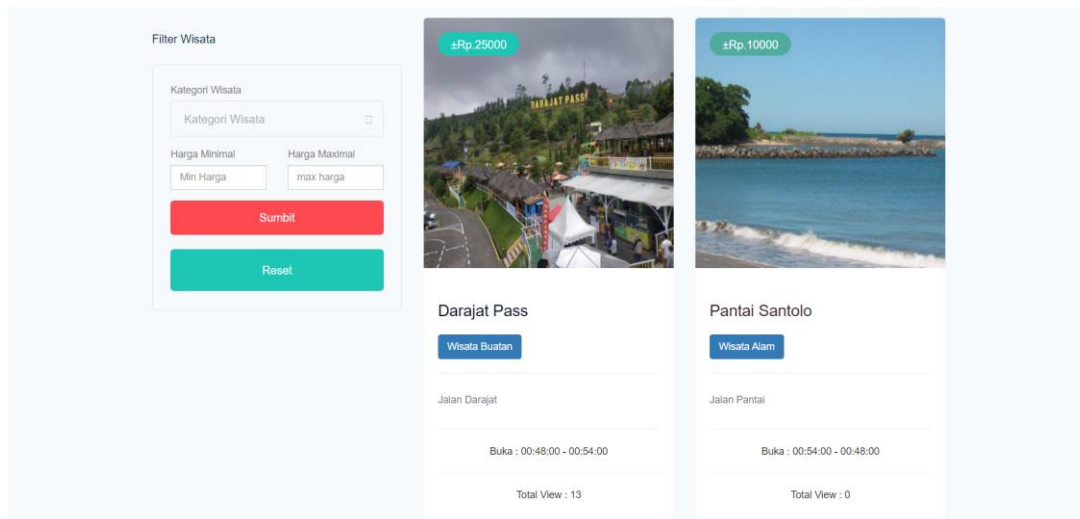 Filter Wisata
Kategori Wisata
Kategori Wisata
Harga Minimal Harga Maximal
Min Harga max harga
Sumbit
Reset
±Rp.25000
DARAJAT PASS
Darajat Pass
Wisata Buatan
Jalan Darajat
Buka : 00:48:00 - 00:54:00
Total View : 13
±Rp.10000
Pantai Santolo
Wisata Alam
Jalan Pantai
Buka : 00:54:00 - 00:48:00
Total View : 0